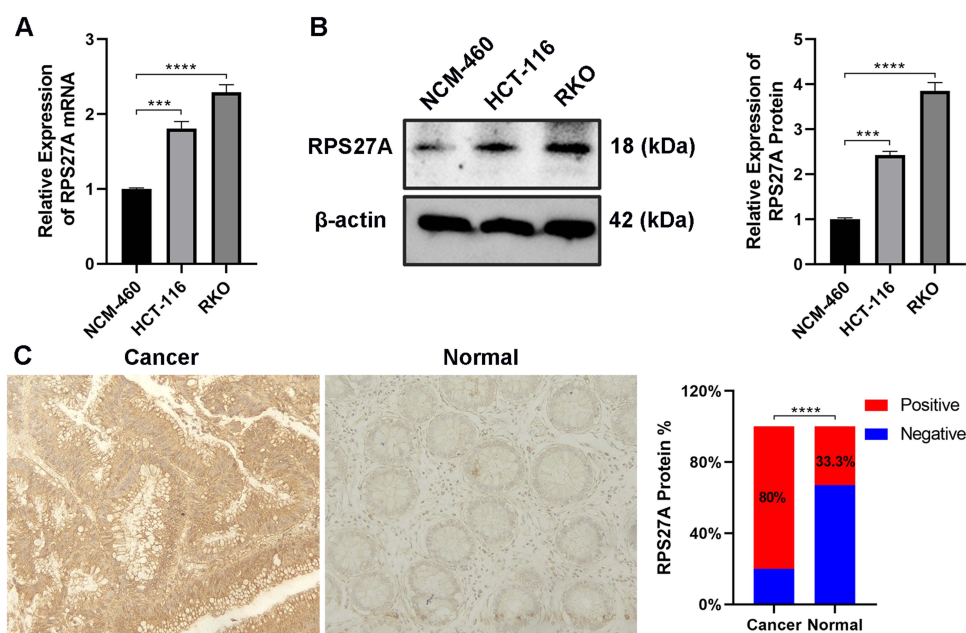 A
Relative Expression
of RPS27A mRNA
3
2
1
0
****
***
NCM-460
HCT-116
RKO
B
NCM-460
HCT-116
RKO
RPS27A
18 (kDa)
β-actin
42 (kDa)
Relative Expression of
RPS27A Protein
5
4
3
2
1
0
****
***
NCM-460
HCT-116
RKO
C
Cancer
Normal
RPS27A Protein %
120%
80%
40%
0%
****
80%
33.3%
Cancer Normal
Positive
Negative